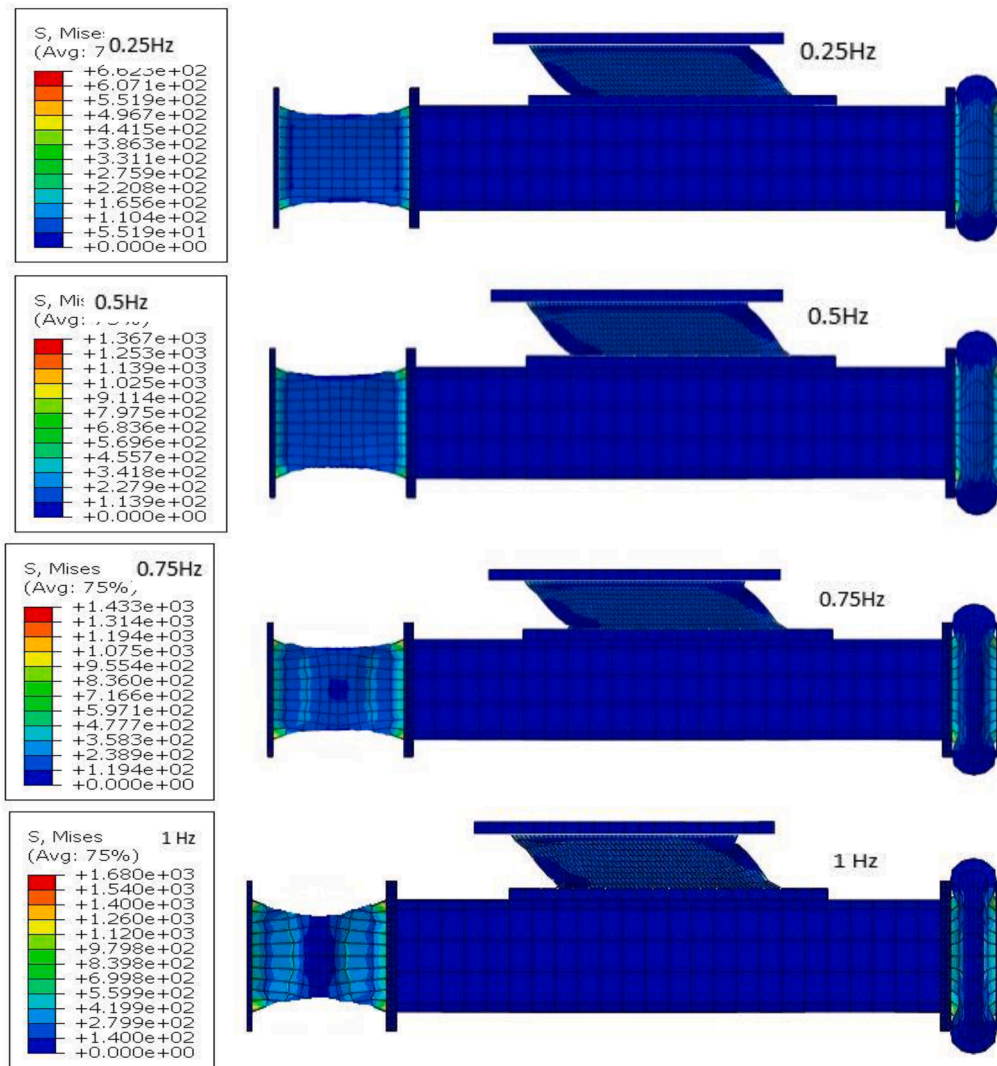 S, Mises
0.25Hz
(Avg: 7
+6.623e+02
+6.071e+02
+5.519e+02
+4.967e+02
+4.415e+02
+3.863e+02
+3.311e+02
+2.759e+02
+2.208e+02
+1.656e+02
+1.104e+02
+5.519e+01
+0.000e+00
0.25Hz
S, Mi
0.5Hz
(Avg: 75%)
+1.367e+03
+1.253e+03
+1.139e+03
+1.025e+03
+9.114e+02
+7.975e+02
+6.836e+02
+5.696e+02
+4.557e+02
+3.418e+02
+2.279e+02
+1.139e+02
+0.000e+00
0.5Hz
S, Mises 0.75Hz
(Avg: 75%)
+1.433e+03
+1.314e+03
+1.194e+03
+1.075e+03
+9.554e+02
+8.360e+02
+7.166e+02
+5.971e+02
+4.777e+02
+3.583e+02
+2.389e+02
+1.194e+02
+0.000e+00
0.75Hz
S, Mises 1 Hz
(Avg: 75%)
+1.680e+03
+1.540e+03
+1.400e+03
+1.260e+03
+1.120e+03
+9.798e+02
+8.398e+02
+6.998e+02
+5.599e+02
+4.199e+02
+2.799e+02
+1.400e+02
+0.000e+00
1 Hz